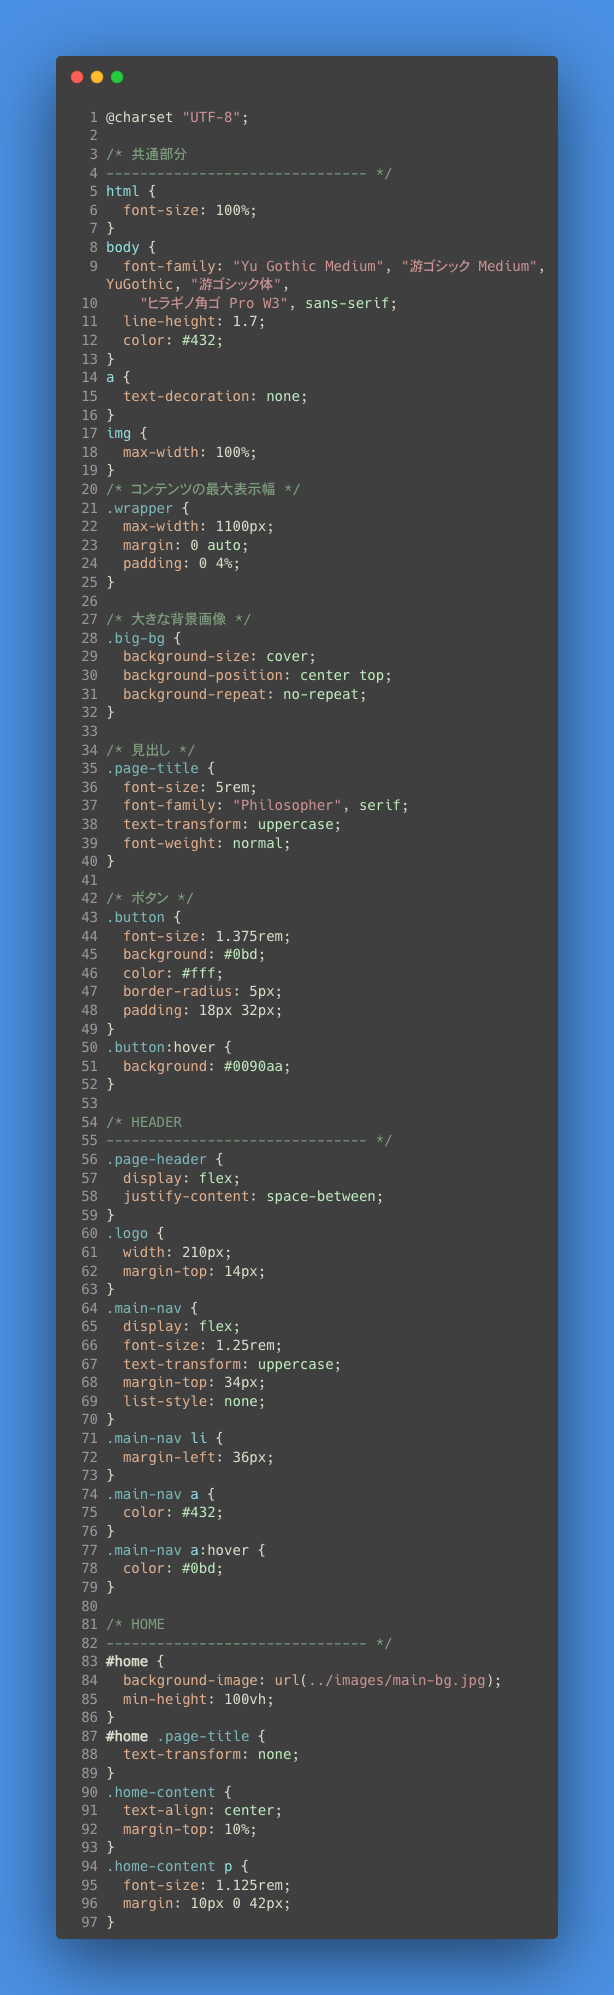 1 @charset "UTF-8";
2
3 /* 共通部分
4 ------------------------------- */
5 html {
6   font-size: 100%;
7 }
8 body {
9   font-family: "Yu Gothic Medium", "游ゴシック Medium",
YuGothic, "游ゴシック体",
10     "ヒラギノ角ゴ Pro W3", sans-serif;
11   line-height: 1.7;
12   color: #432;
13 }
14 a {
15   text-decoration: none;
16 }
17 img {
18   max-width: 100%;
19 }
20 /* コンテンツの最大表示幅 */
21 .wrapper {
22   max-width: 1100px;
23   margin: 0 auto;
24   padding: 0 4%;
25 }
26
27 /* 大きな背景画像 */
28 .big-bg {
29   background-size: cover;
30   background-position: center top;
31   background-repeat: no-repeat;
32 }
33
34 /* 見出し */
35 .page-title {
36   font-size: 5rem;
37   font-family: "Philosopher", serif;
38   text-transform: uppercase;
39   font-weight: normal;
40 }
41
42 /* ボタン */
43 .button {
44   font-size: 1.375rem;
45   background: #0bd;
46   color: #fff;
47   border-radius: 5px;
48   padding: 18px 32px;
49 }
50 .button:hover {
51   background: #0090aa;
52 }
53
54 /* HEADER
55 ------------------------------- */
56 .page-header {
57   display: flex;
58   justify-content: space-between;
59 }
60 .logo {
61   width: 210px;
62   margin-top: 14px;
63 }
64 .main-nav {
65   display: flex;
66   font-size: 1.25rem;
67   text-transform: uppercase;
68   margin-top: 34px;
69   list-style: none;
70 }
71 .main-nav li {
72   margin-left: 36px;
73 }
74 .main-nav a {
75   color: #432;
76 }
77 .main-nav a:hover {
78   color: #0bd;
79 }
80
81 /* HOME
82 ------------------------------- */
83 #home {
84   background-image: url(../images/main-bg.jpg);
85   min-height: 100vh;
86 }
87 #home .page-title {
88   text-transform: none;
89 }
90 .home-content {
91   text-align: center;
92   margin-top: 10%;
93 }
94 .home-content p {
95   font-size: 1.125rem;
96   margin: 10px 0 42px;
97 }